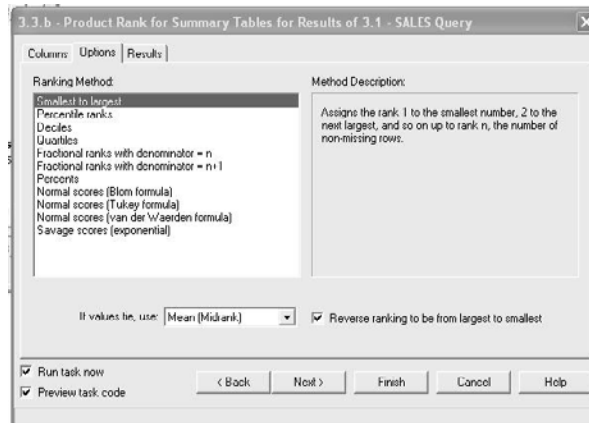 3.3.b - Product Rank for Summary Tables for Results of 3.1 - SALES Query
Columns Options Results
Ranking Method:
Smallest to largest
Percentile ranks
Deciles
Quartiles
Fractional ranks with denominator = n
Fractional ranks with denominator = n+1
Percents
Normal scores (Blom formula)
Normal scores (Tukey formula)
Normal scores (van der Waerden formula)
Savage scores (exponential)
Method Description:
Assigns the rank 1 to the smallest number, 2 to the
next largest, and so on up to rank n, the number of
non-missing rows.
If values tie, use: Mean (Midrank)
Reverse ranking to be from largest to smallest
Run task now
Preview task code
< Back Next > Finish Cancel Help